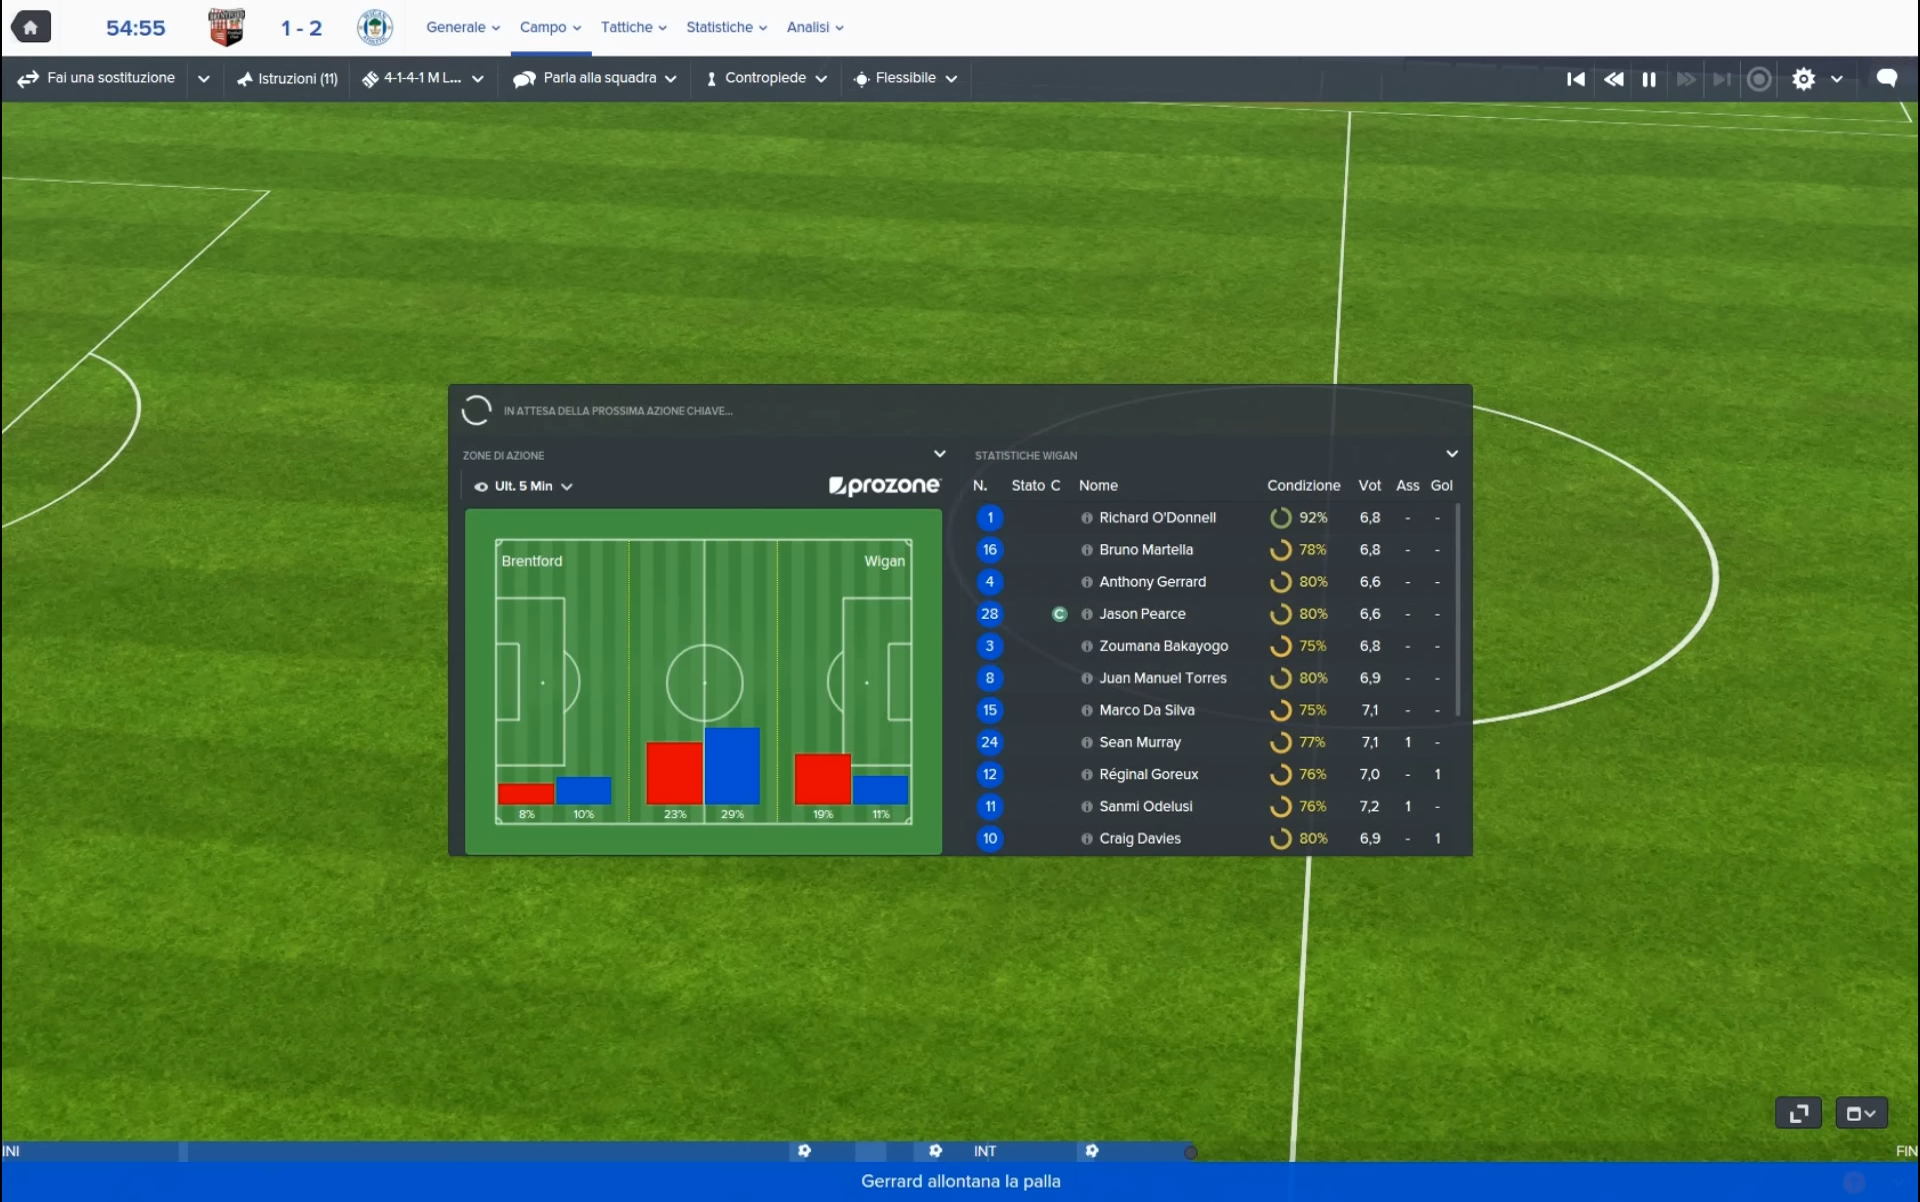 54:55 1 - 2 Generale Campo Tattiche Statistiche Analisi
Fai una sostituzione Istruzioni (11) 4-1-4-1 M L... Parla alla squadra Contropiede Flessibile
IN ATTESA DELLA PROSSIMA AZIONE CHIAVE...
ZONE DI AZIONE
Ult. 5 Min prozone
Brentford Wigan
8% 10% 23% 29% 19% 11%
STATISTICHE WIGAN
N. Stato C Nome Condizione Vot Ass Gol
1 Richard O'Donnell 92% 6,8 - -
16 Bruno Martella 78% 6,8 - -
4 Anthony Gerrard 80% 6,6 - -
28 C Jason Pearce 80% 6,6 - -
3 Zoumana Bakayogo 75% 6,8 - -
8 Juan Manuel Torres 80% 6,9 - -
15 Marco Da Silva 75% 7,1 - -
24 Sean Murray 77% 7,1 1 -
12 Réginal Goreux 76% 7,0 - 1
11 Sanmi Odelusi 76% 7,2 1 -
10 Craig Davies 80% 6,9 - 1
INI INT FIN
Gerrard allontana la palla